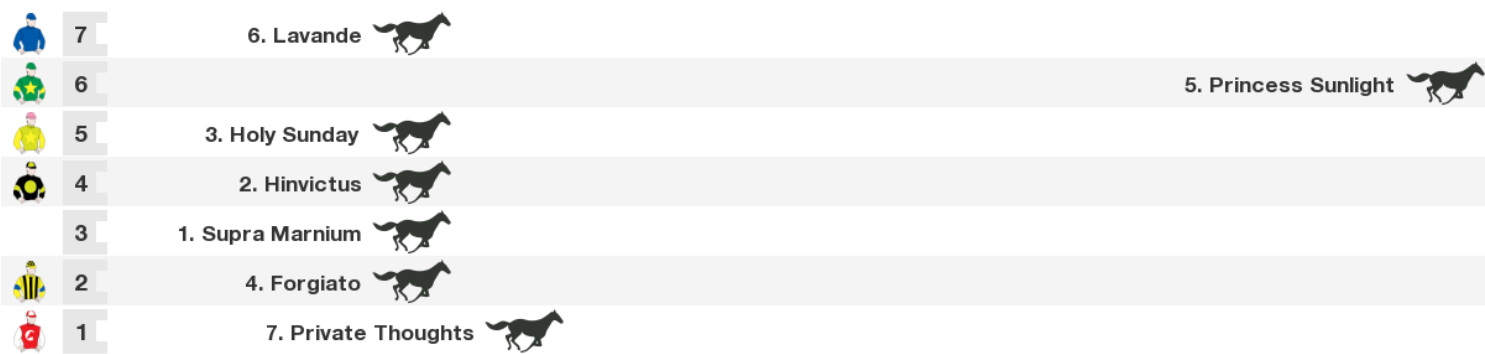 7 6. Lavande
6 5. Princess Sunlight
5 3. Holy Sunday
4 2. Hinvictus
3 1. Supra Marnium
2 4. Forgiato
1 7. Private Thoughts